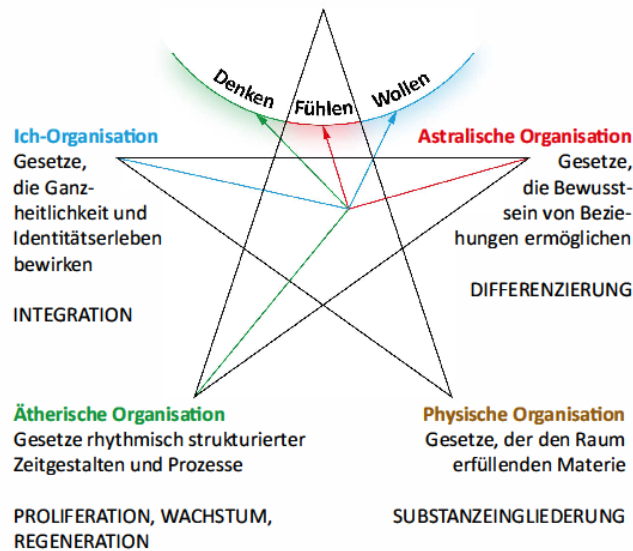 Denken
Fühlen
Wollen
Ich-Organisation
Gesetze,
die Ganz-
heitlichkeit und
Identitätserleben
bewirken
INTEGRATION
Astralische Organisation
Gesetze,
die Bewusst-
sein von Bezie-
hungen ermöglichen
DIFFERENZIERUNG
Ätherische Organisation
Gesetze rhythmisch strukturierter
Zeitgestalten und Prozesse
PROLIFERATION, WACHSTUM,
REGENERATION
Physische Organisation
Gesetze, der den Raum
erfüllenden Materie
SUBSTANZEINGLIEDERUNG